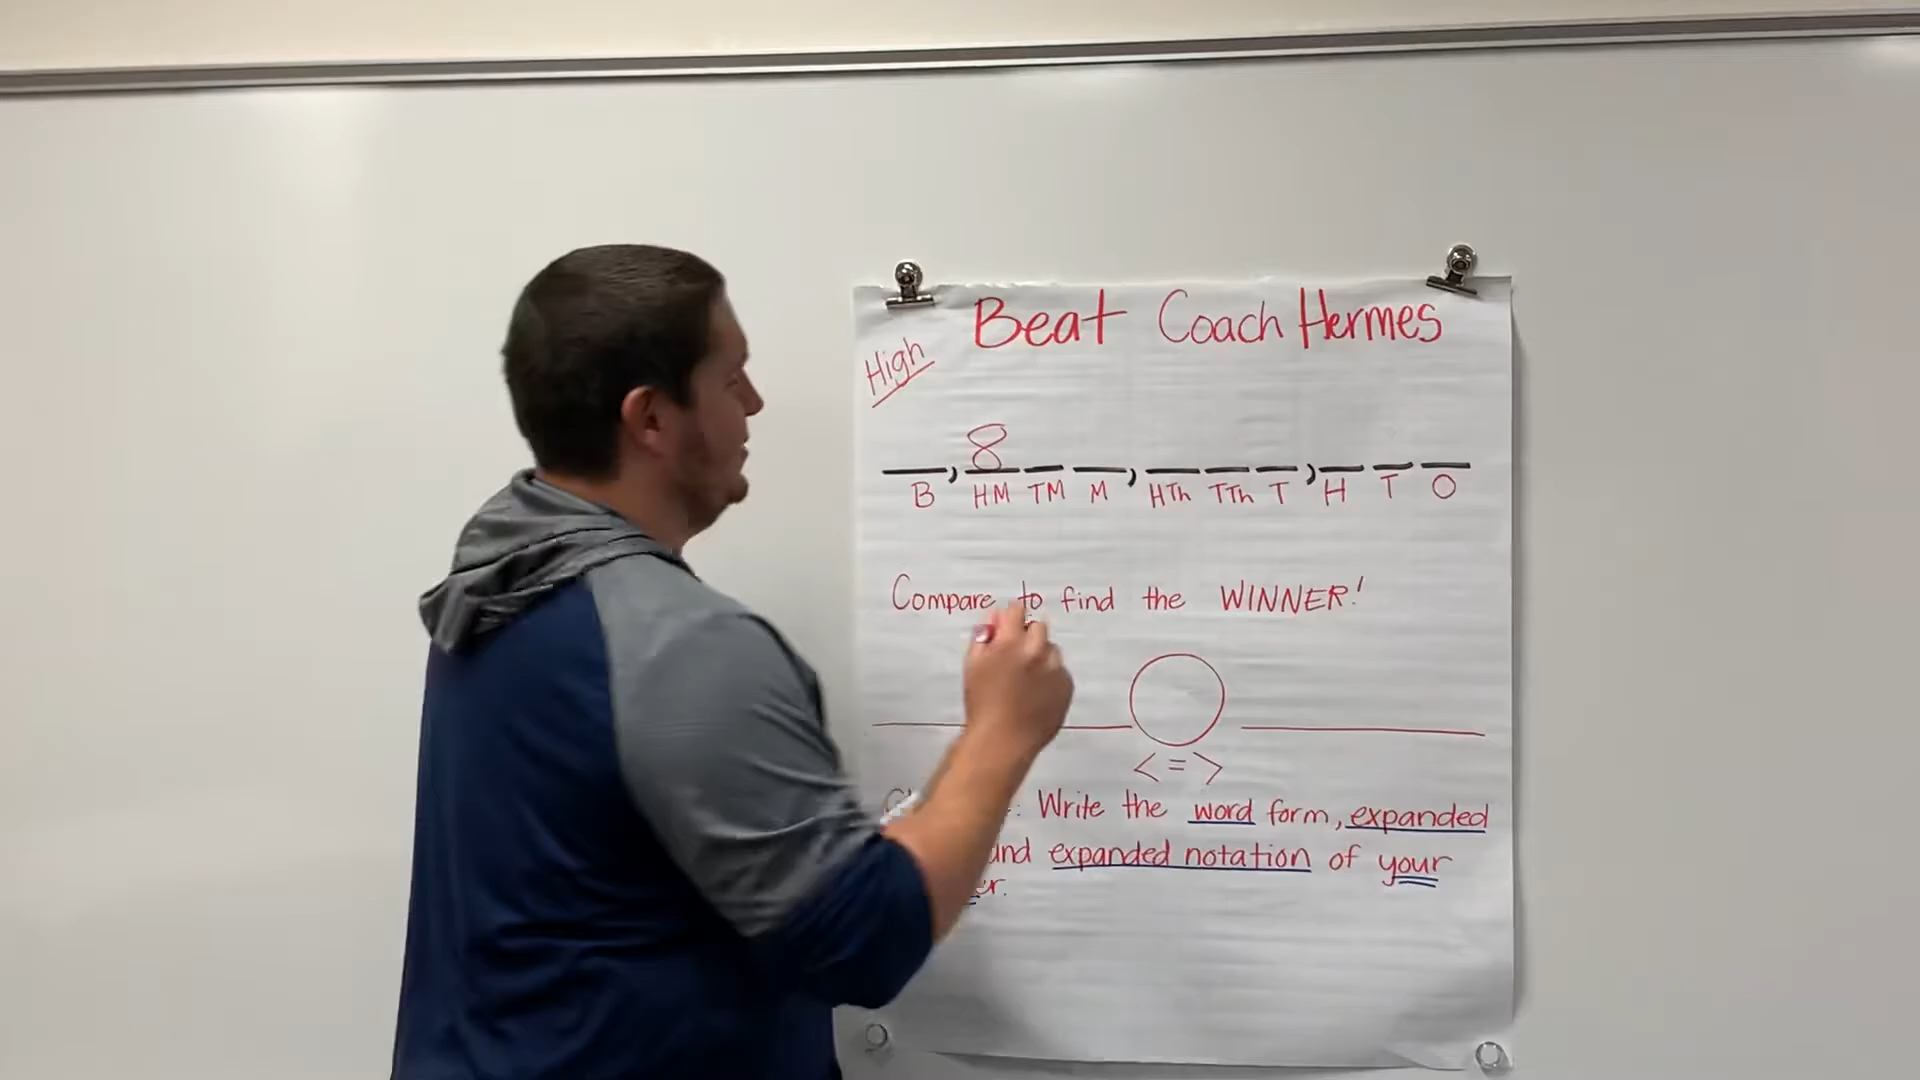 Beat Coach Hermes
High
8
, , ,
B HM TM M HTh TTh T H T O
Compare to find the WINNER!
< = >
: Write the word form, expanded
and expanded notation of your